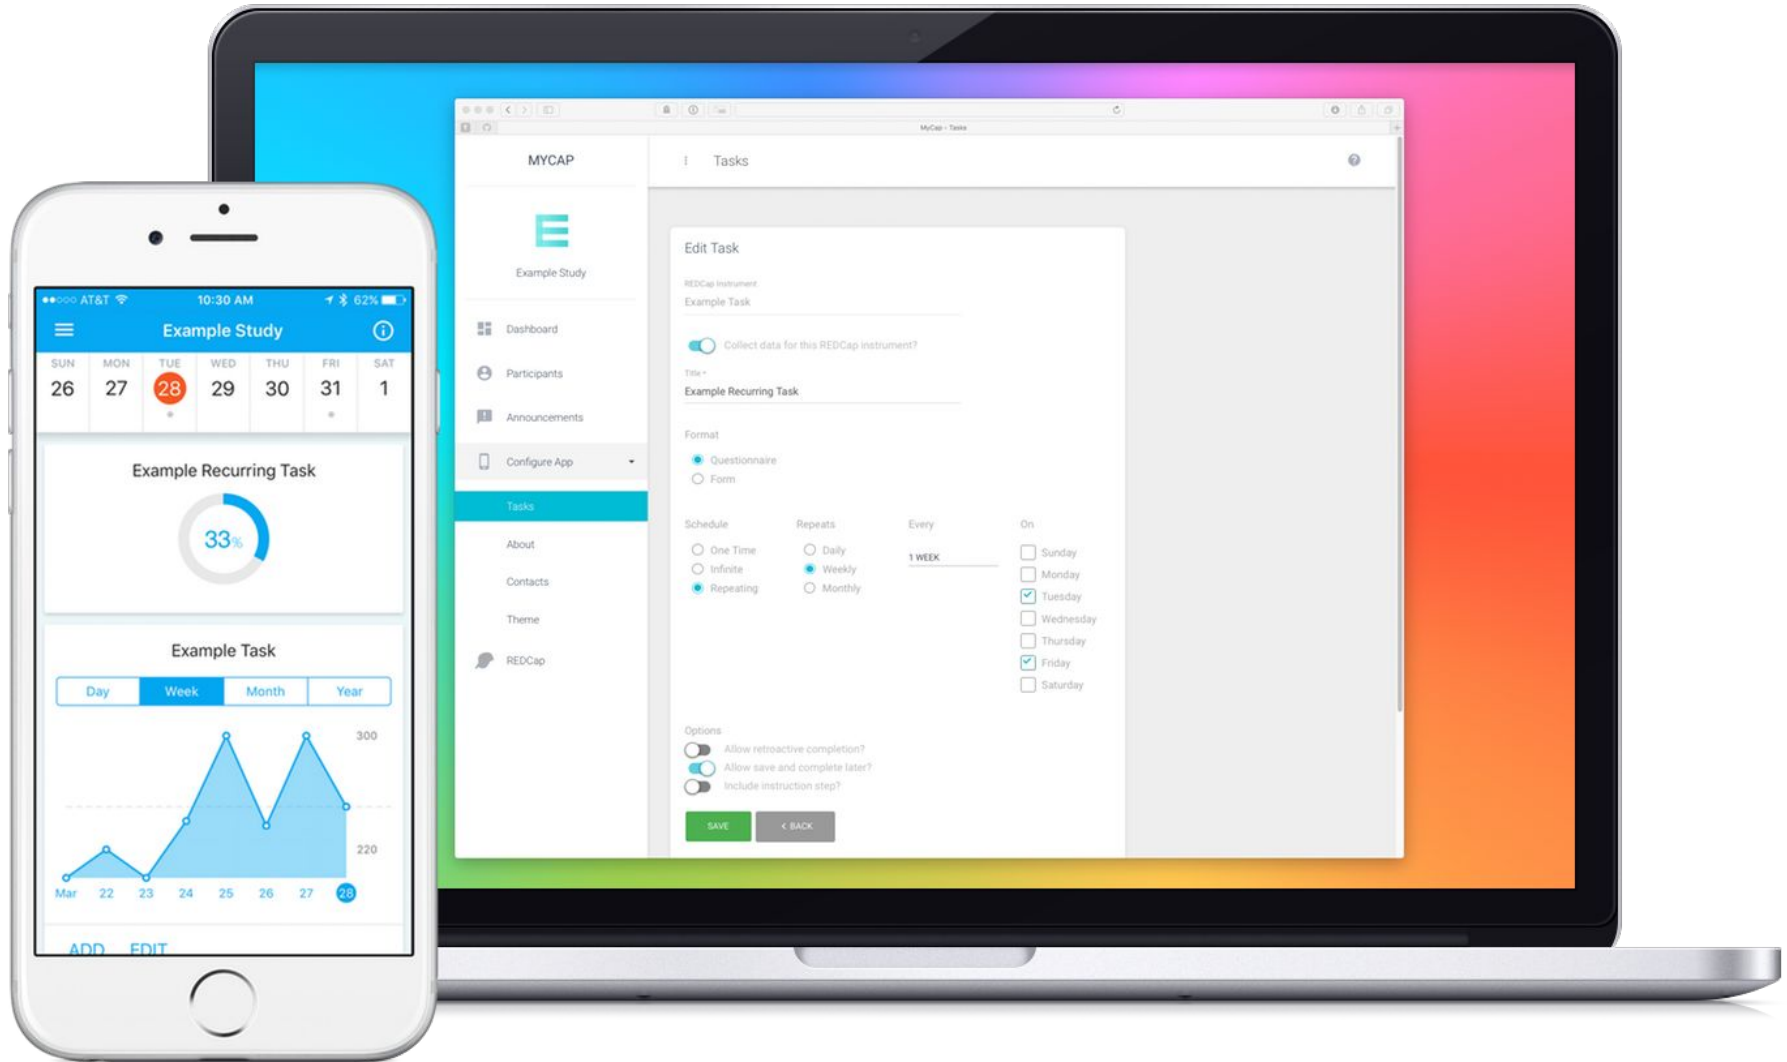 ●●○○○ AT&T 10:30 AM 62%
Example Study
SUN MON TUE WED THU FRI SAT
26 27 28 29 30 31 1
Example Recurring Task
33%
Example Task
Day Week Month Year
300
220
Mar 22 23 24 25 26 27 28
ADD EDIT
MyCap - Tasks
MYCAP
E
Example Study
Dashboard
Participants
Announcements
Configure App
Tasks
About
Contacts
Theme
REDCap
Tasks
Edit Task
REDCap Instrument
Example Task
Collect data for this REDCap instrument?
Title *
Example Recurring Task
Format
Questionnaire
Form
Schedule Repeats Every On
One Time Daily 1 WEEK Sunday
Infinite Weekly Monday
Repeating Monthly Tuesday
Wednesday
Thursday
Friday
Saturday
Options
Allow retroactive completion?
Allow save and complete later?
Include instruction step?
SAVE < BACK